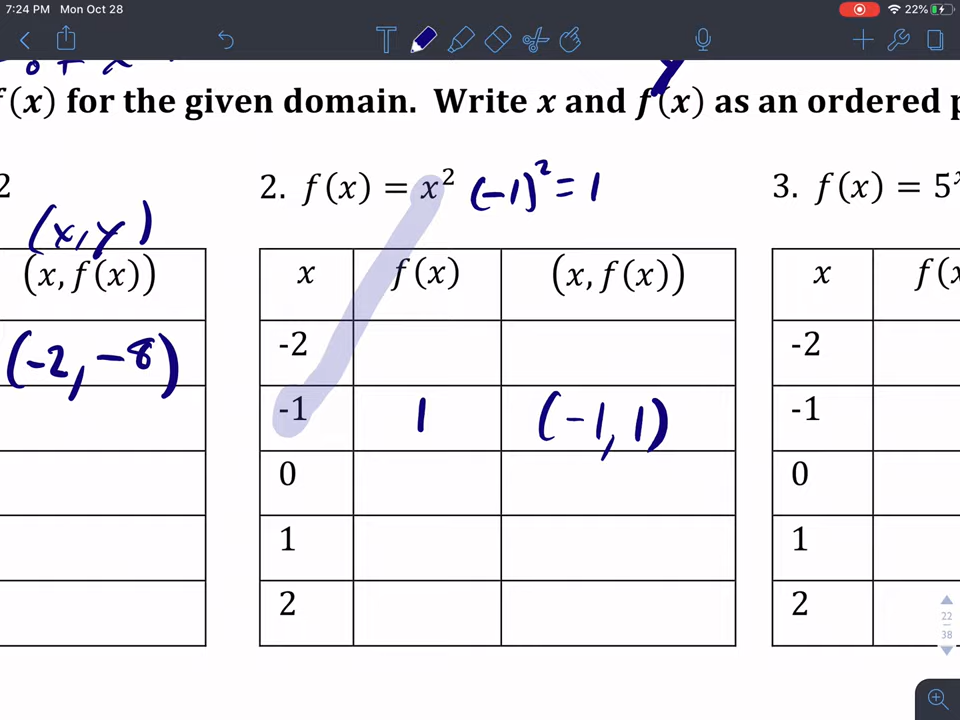 7:24 PM Mon Oct 28
22%
f(x) for the given domain. Write x and f(x) as an ordered p
2
2. f(x) = x² (-1)² = 1
3. f(x) = 5ˣ
(x,y)
(x, f(x))
x f(x) (x, f(x))
x f(x
(-2, -8)
-2
-2
-1 1 (-1, 1)
-1
0
0
1
1
2
2
22
38